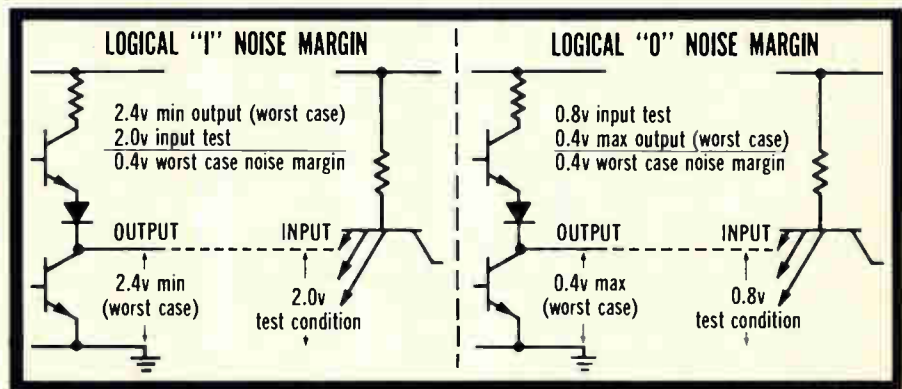 LOGICAL "1" NOISE MARGIN
2.4v min output (worst case)
2.0v input test
0.4v worst case noise margin
OUTPUT
INPUT
2.4v min
(worst case)
2.0v
test condition
LOGICAL "0" NOISE MARGIN
0.8v input test
0.4v max output (worst case)
0.4v worst case noise margin
OUTPUT
INPUT
0.4v max
(worst case)
0.8v
test condition